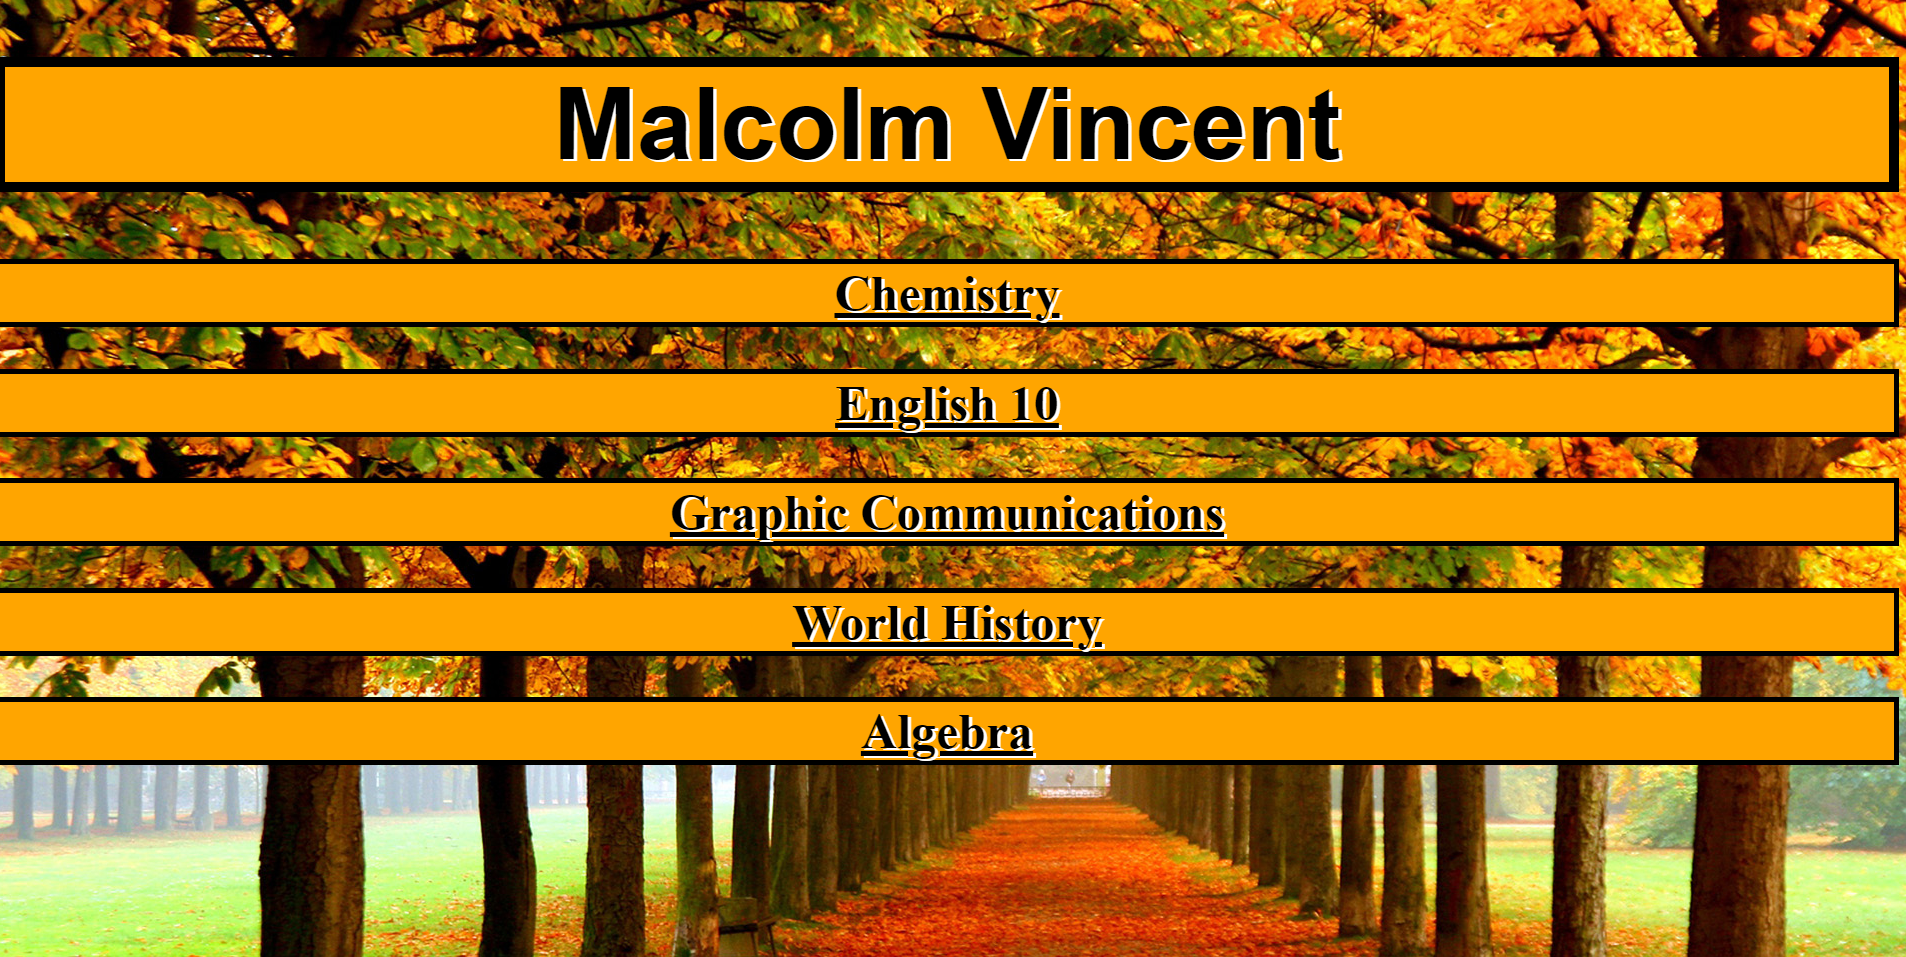 Malcolm Vincent
Chemistry
English 10
Graphic Communications
World History
Algebra